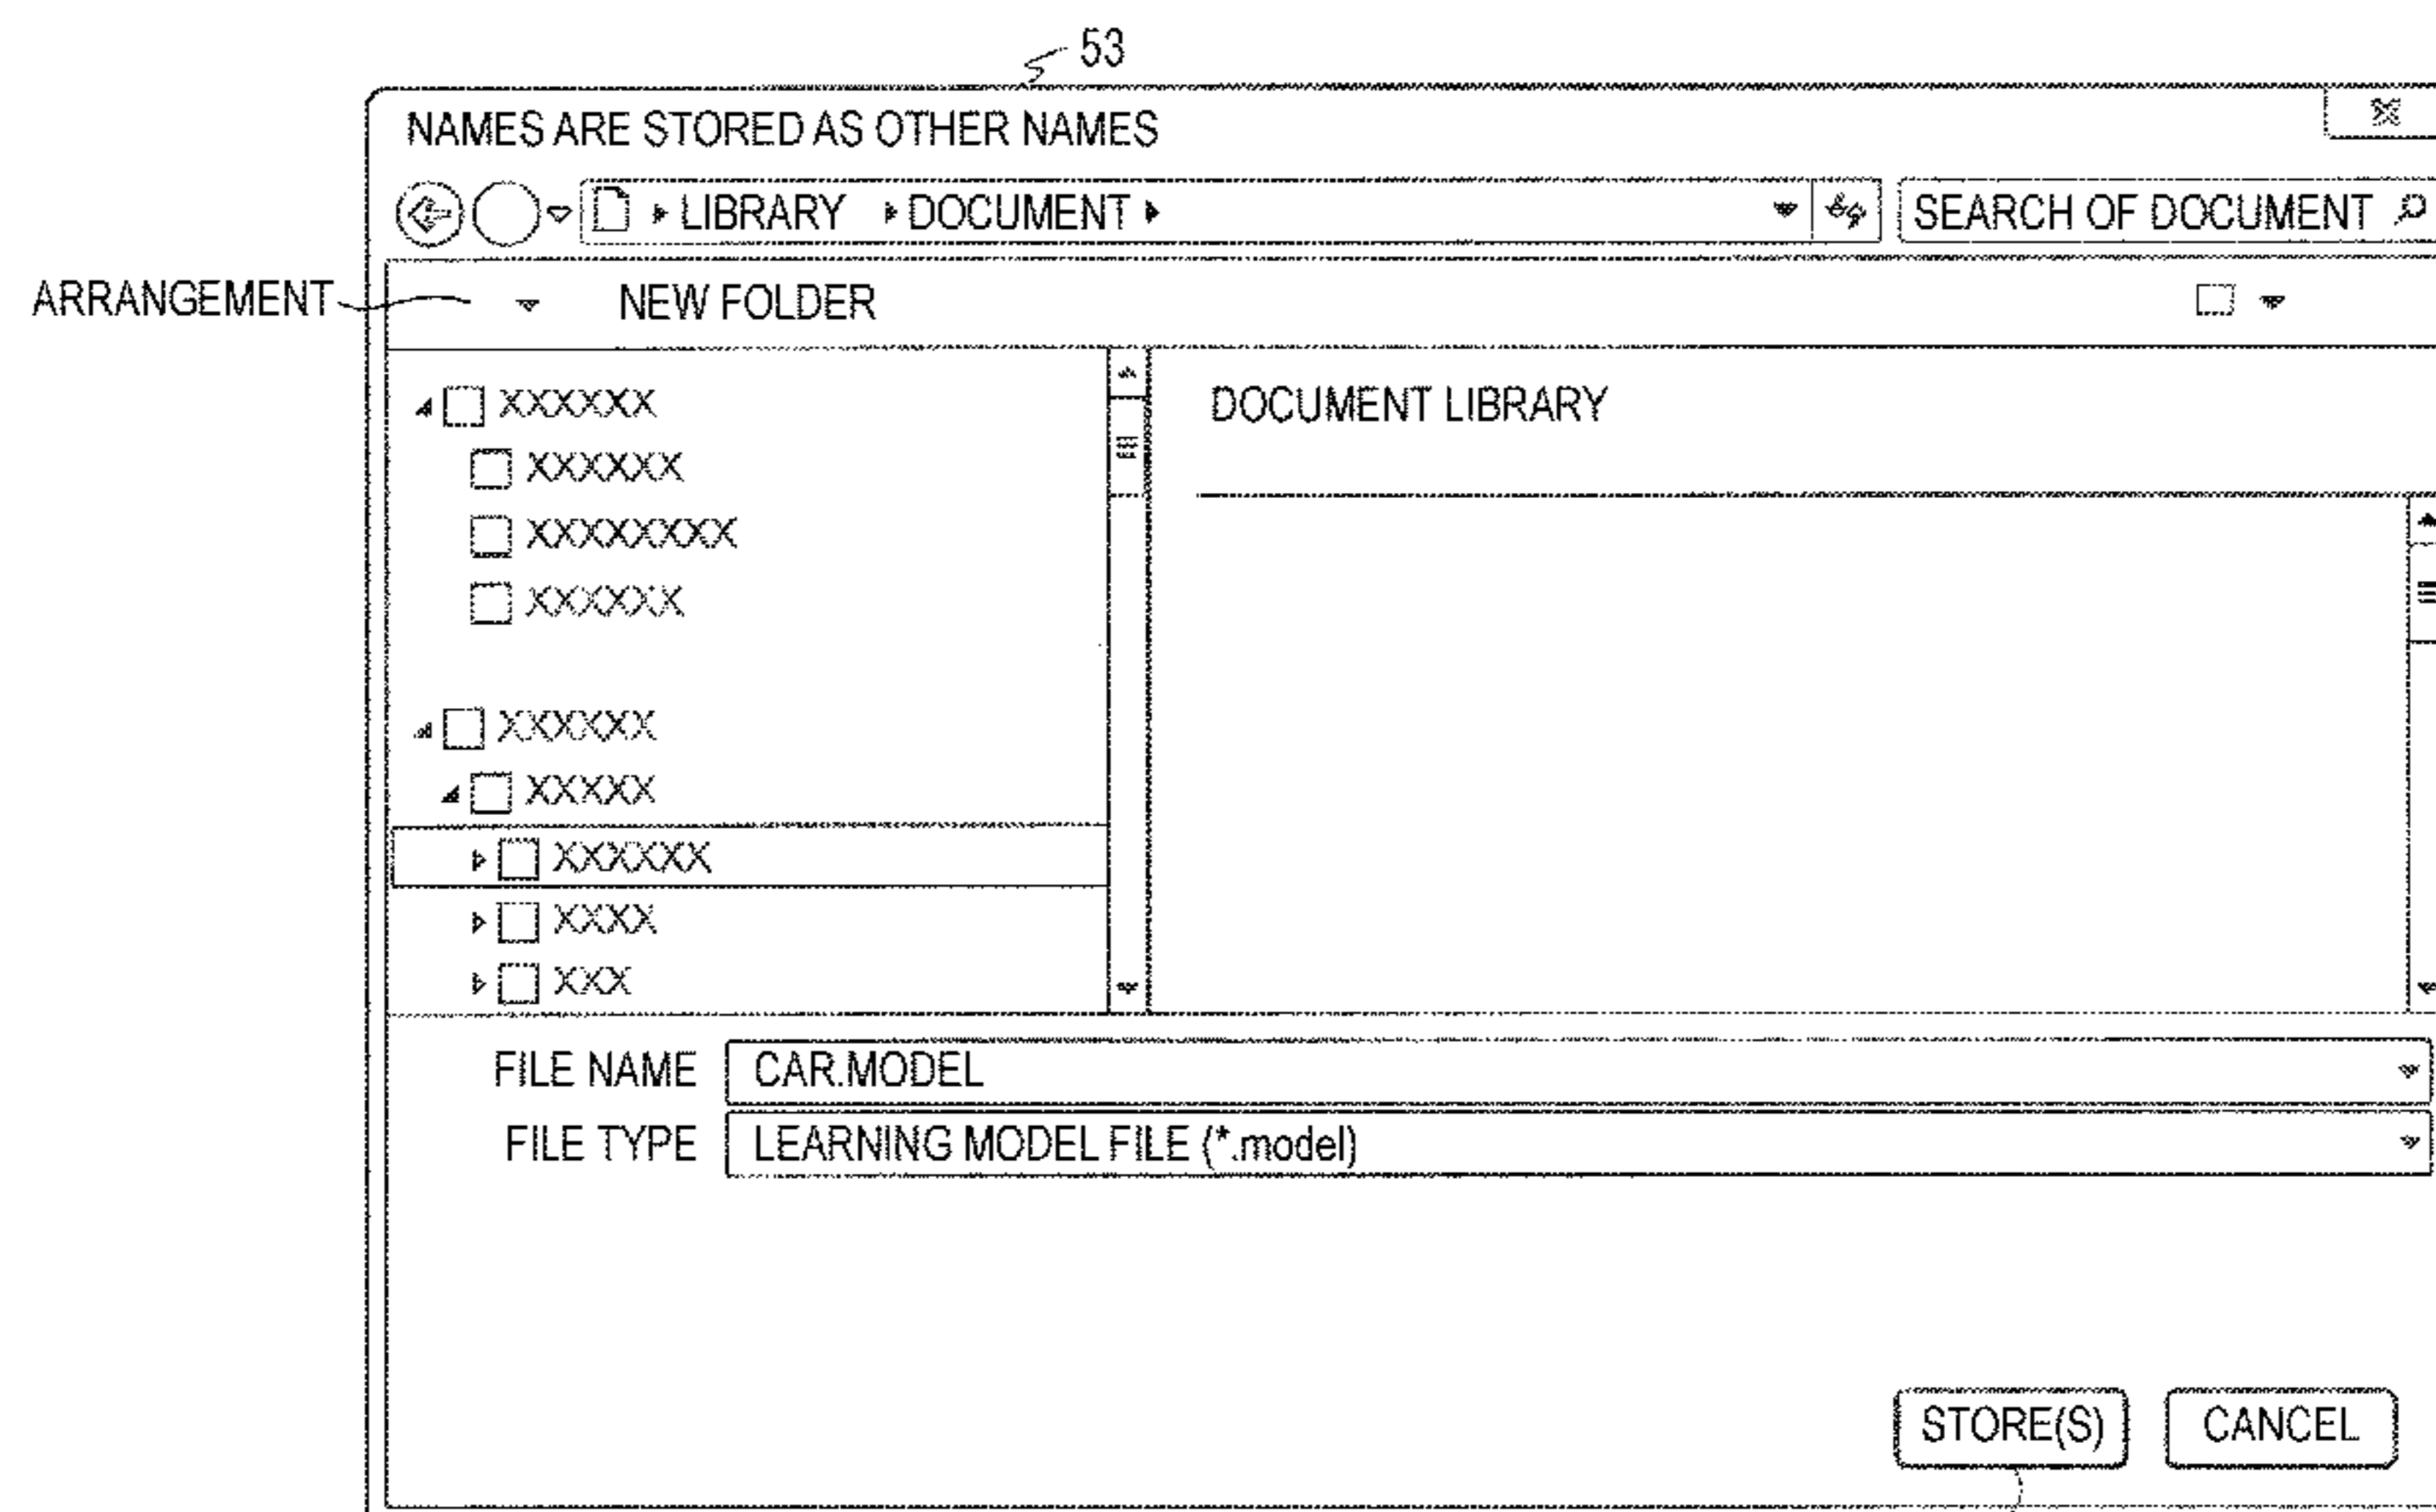 53
NAMES ARE STORED AS OTHER NAMES
LIBRARY DOCUMENT SEARCH OF DOCUMENT
ARRANGEMENT NEW FOLDER
XXXXXX
XXXXXX
XXXXXXXX
XXXXXX
XXXXXX
XXXXX
XXXXXX
XXXX
XXX
DOCUMENT LIBRARY
FILE NAME CAR.MODEL
FILE TYPE LEARNING MODEL FILE (*.model)
STORE(S) CANCEL